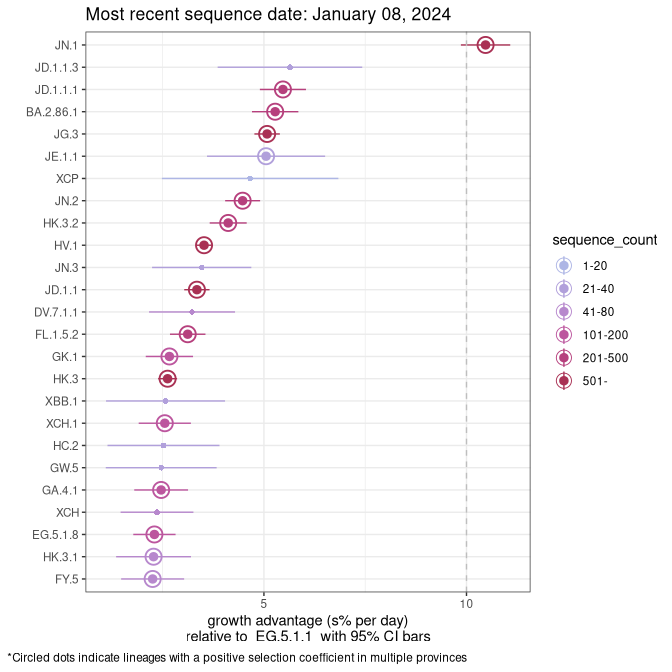 Most recent sequence date: January 08, 2024
JN.1
JD.1.1.3
JD.1.1.1
BA.2.86.1
JG.3
JE.1.1
XCP
JN.2
HK.3.2
HV.1
JN.3
JD.1.1
DV.7.1.1
FL.1.5.2
GK.1
HK.3
XBB.1
XCH.1
HC.2
GW.5
GA.4.1
XCH
EG.5.1.8
HK.3.1
FY.5
5 10
growth advantage (s% per day)
relative to EG.5.1.1 with 95% CI bars
sequence_count
1-20
21-40
41-80
101-200
201-500
501-
*Circled dots indicate lineages with a positive selection coefficient in multiple provinces